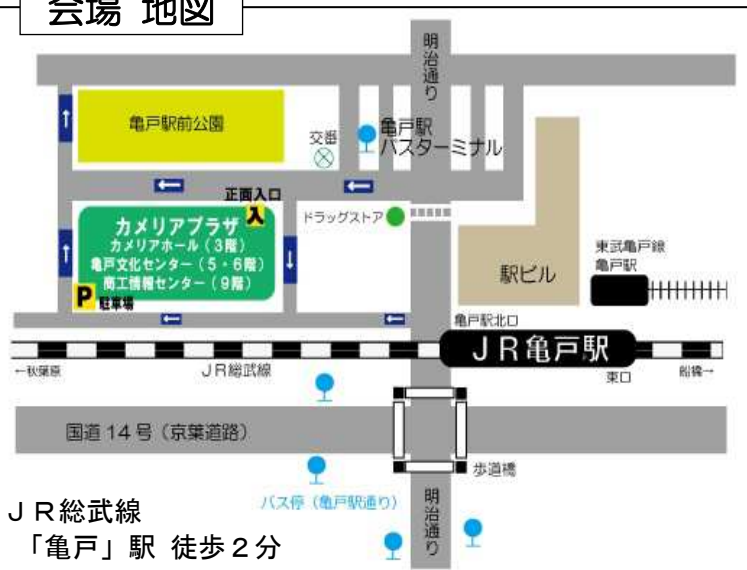 会場 地図
明治通り
亀戸駅前公園
交番
亀戸駅
バスターミナル
正面入口
入
カメリアプラザ
カメリアホール（3階）
亀戸文化センター（5・6階）
商工情報センター（9階）
P 駐車場
ドラッグストア
駅ビル
東武亀戸線
亀戸駅
亀戸駅北口
JR亀戸駅
←秋葉原
JR総武線
東口
船橋→
国道14号（京葉道路）
歩道橋
バス停（亀戸駅通り）
明治通り
ＪＲ総武線
「亀戸」駅 徒歩２分